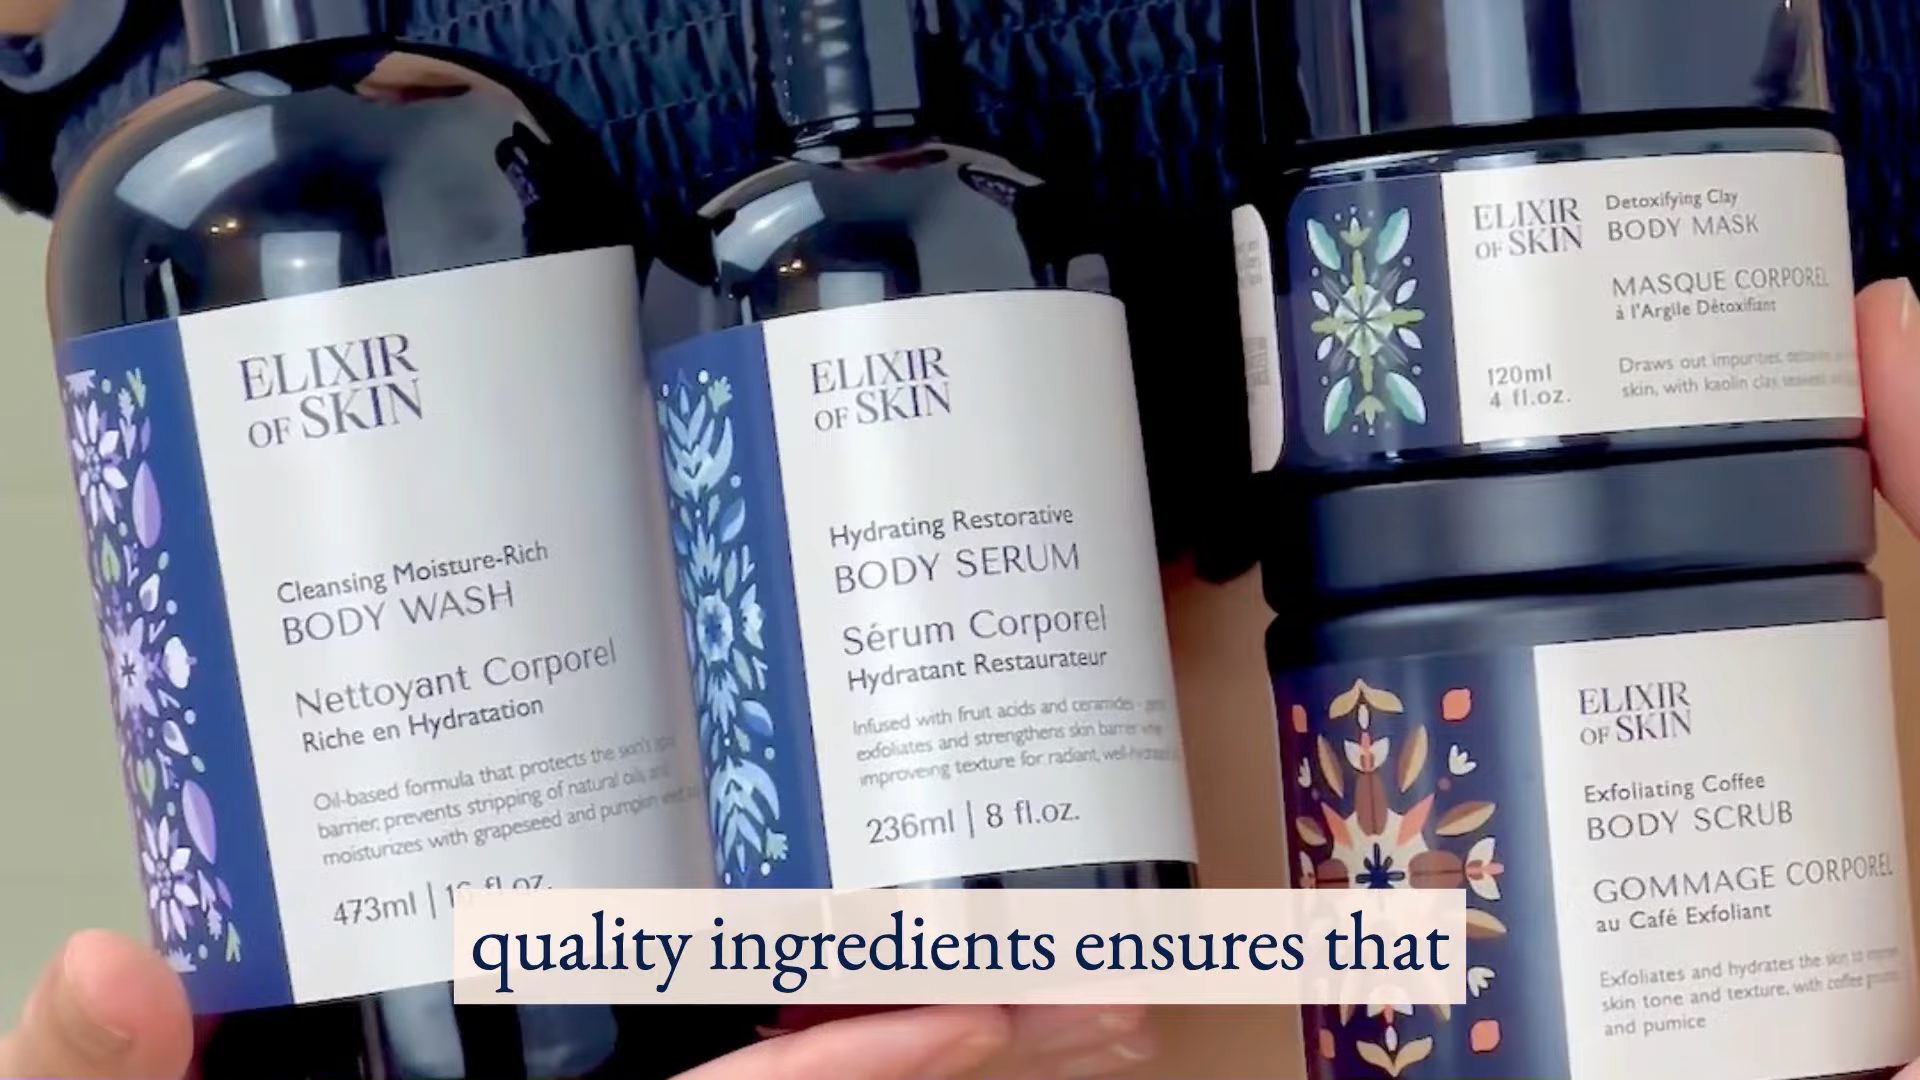 ELIXIR
OF SKIN
Cleansing Moisture-Rich
BODY WASH
Nettoyant Corporel
Riche en Hydratation
Oil-based formula that protects the skin's
barrier, prevents stripping of natural oils and
moisturizes with grapeseed and pumpkin
473ml | fl.oz.
ELIXIR
OF SKIN
Hydrating Restorative
BODY SERUM
Sérum Corporel
Hydratant Restaurateur
Infused with fruit acids and ceramides -
exfoliates and strengthens skin barrier
improveing texture for radiant, well-hydrated
236ml | 8 fl.oz.
ELIXIR
OF SKIN
Detoxifying Clay
BODY MASK
MASQUE CORPOREL
à l'Argile Détoxifiant
Draws out impurities,
skin, with kaolin clay,
120ml
4 fl.oz.
ELIXIR
OF SKIN
Exfoliating Coffee
BODY SCRUB
GOMMAGE CORPOREL
au Café Exfoliant
Exfoliates and hydrates the skin to
skin tone and texture, with coffee
and pumice
quality ingredients ensures that